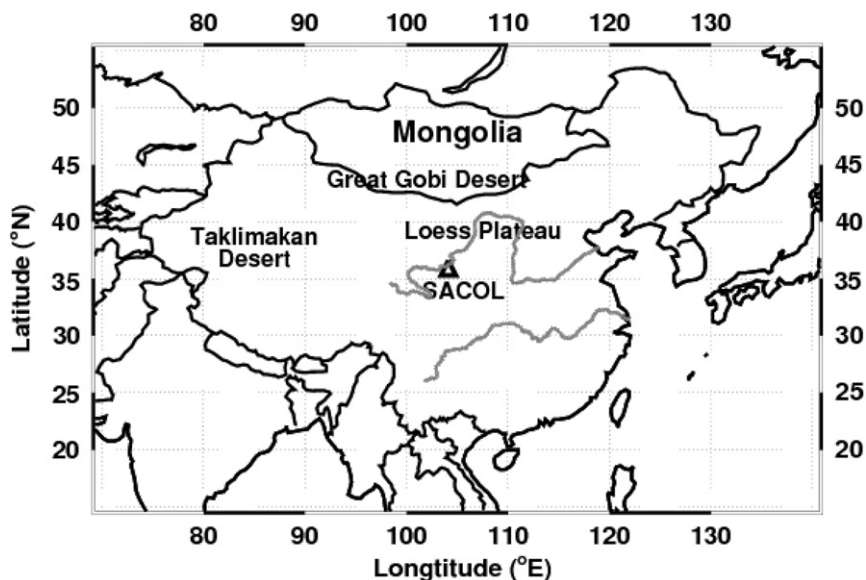 80 90 100 110 120 130
50 50
Mongolia
45 45
Great Gobi Desert
40 40
Taklimakan Loess Plateau
Desert
35 35
SACOL
30 30
25 25
20 20
80 90 100 110 120 130
Latitude (°N)
Longtitude (°E)